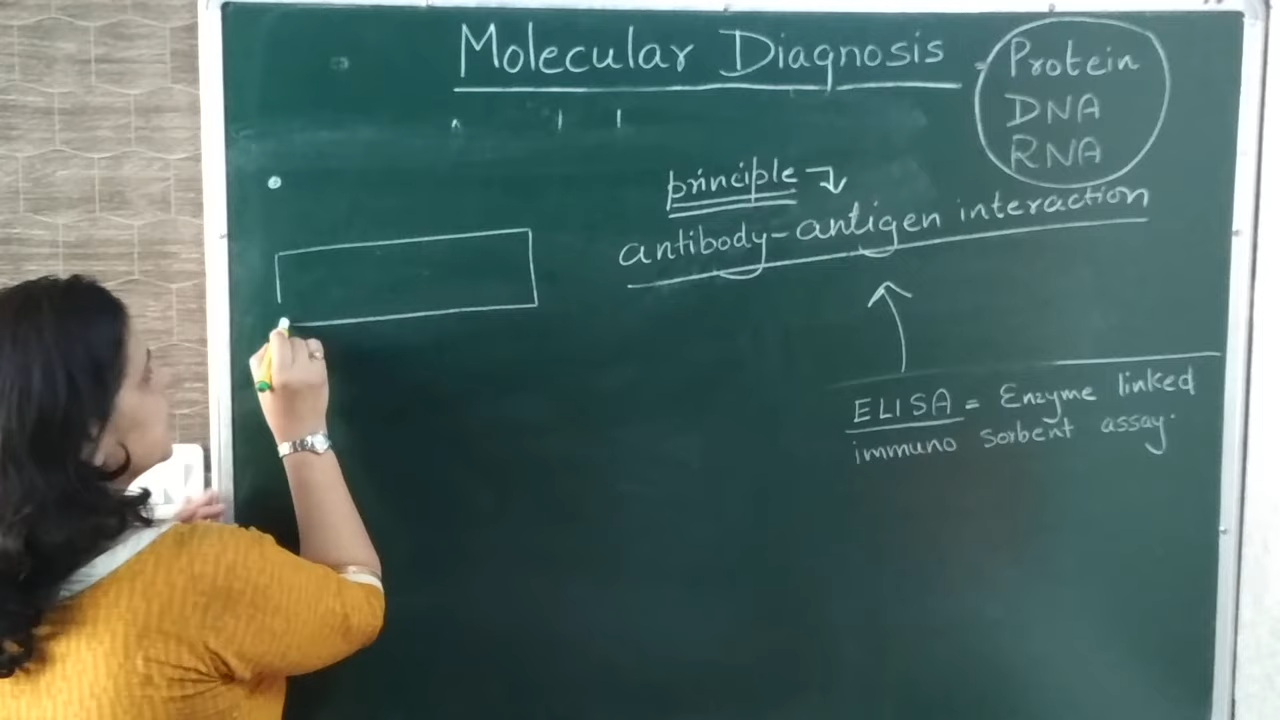 Molecular Diagnosis - Protein
DNA
RNA
principle
antibody-antigen interaction
ELISA = Enzyme linked
immuno sorbent assay.